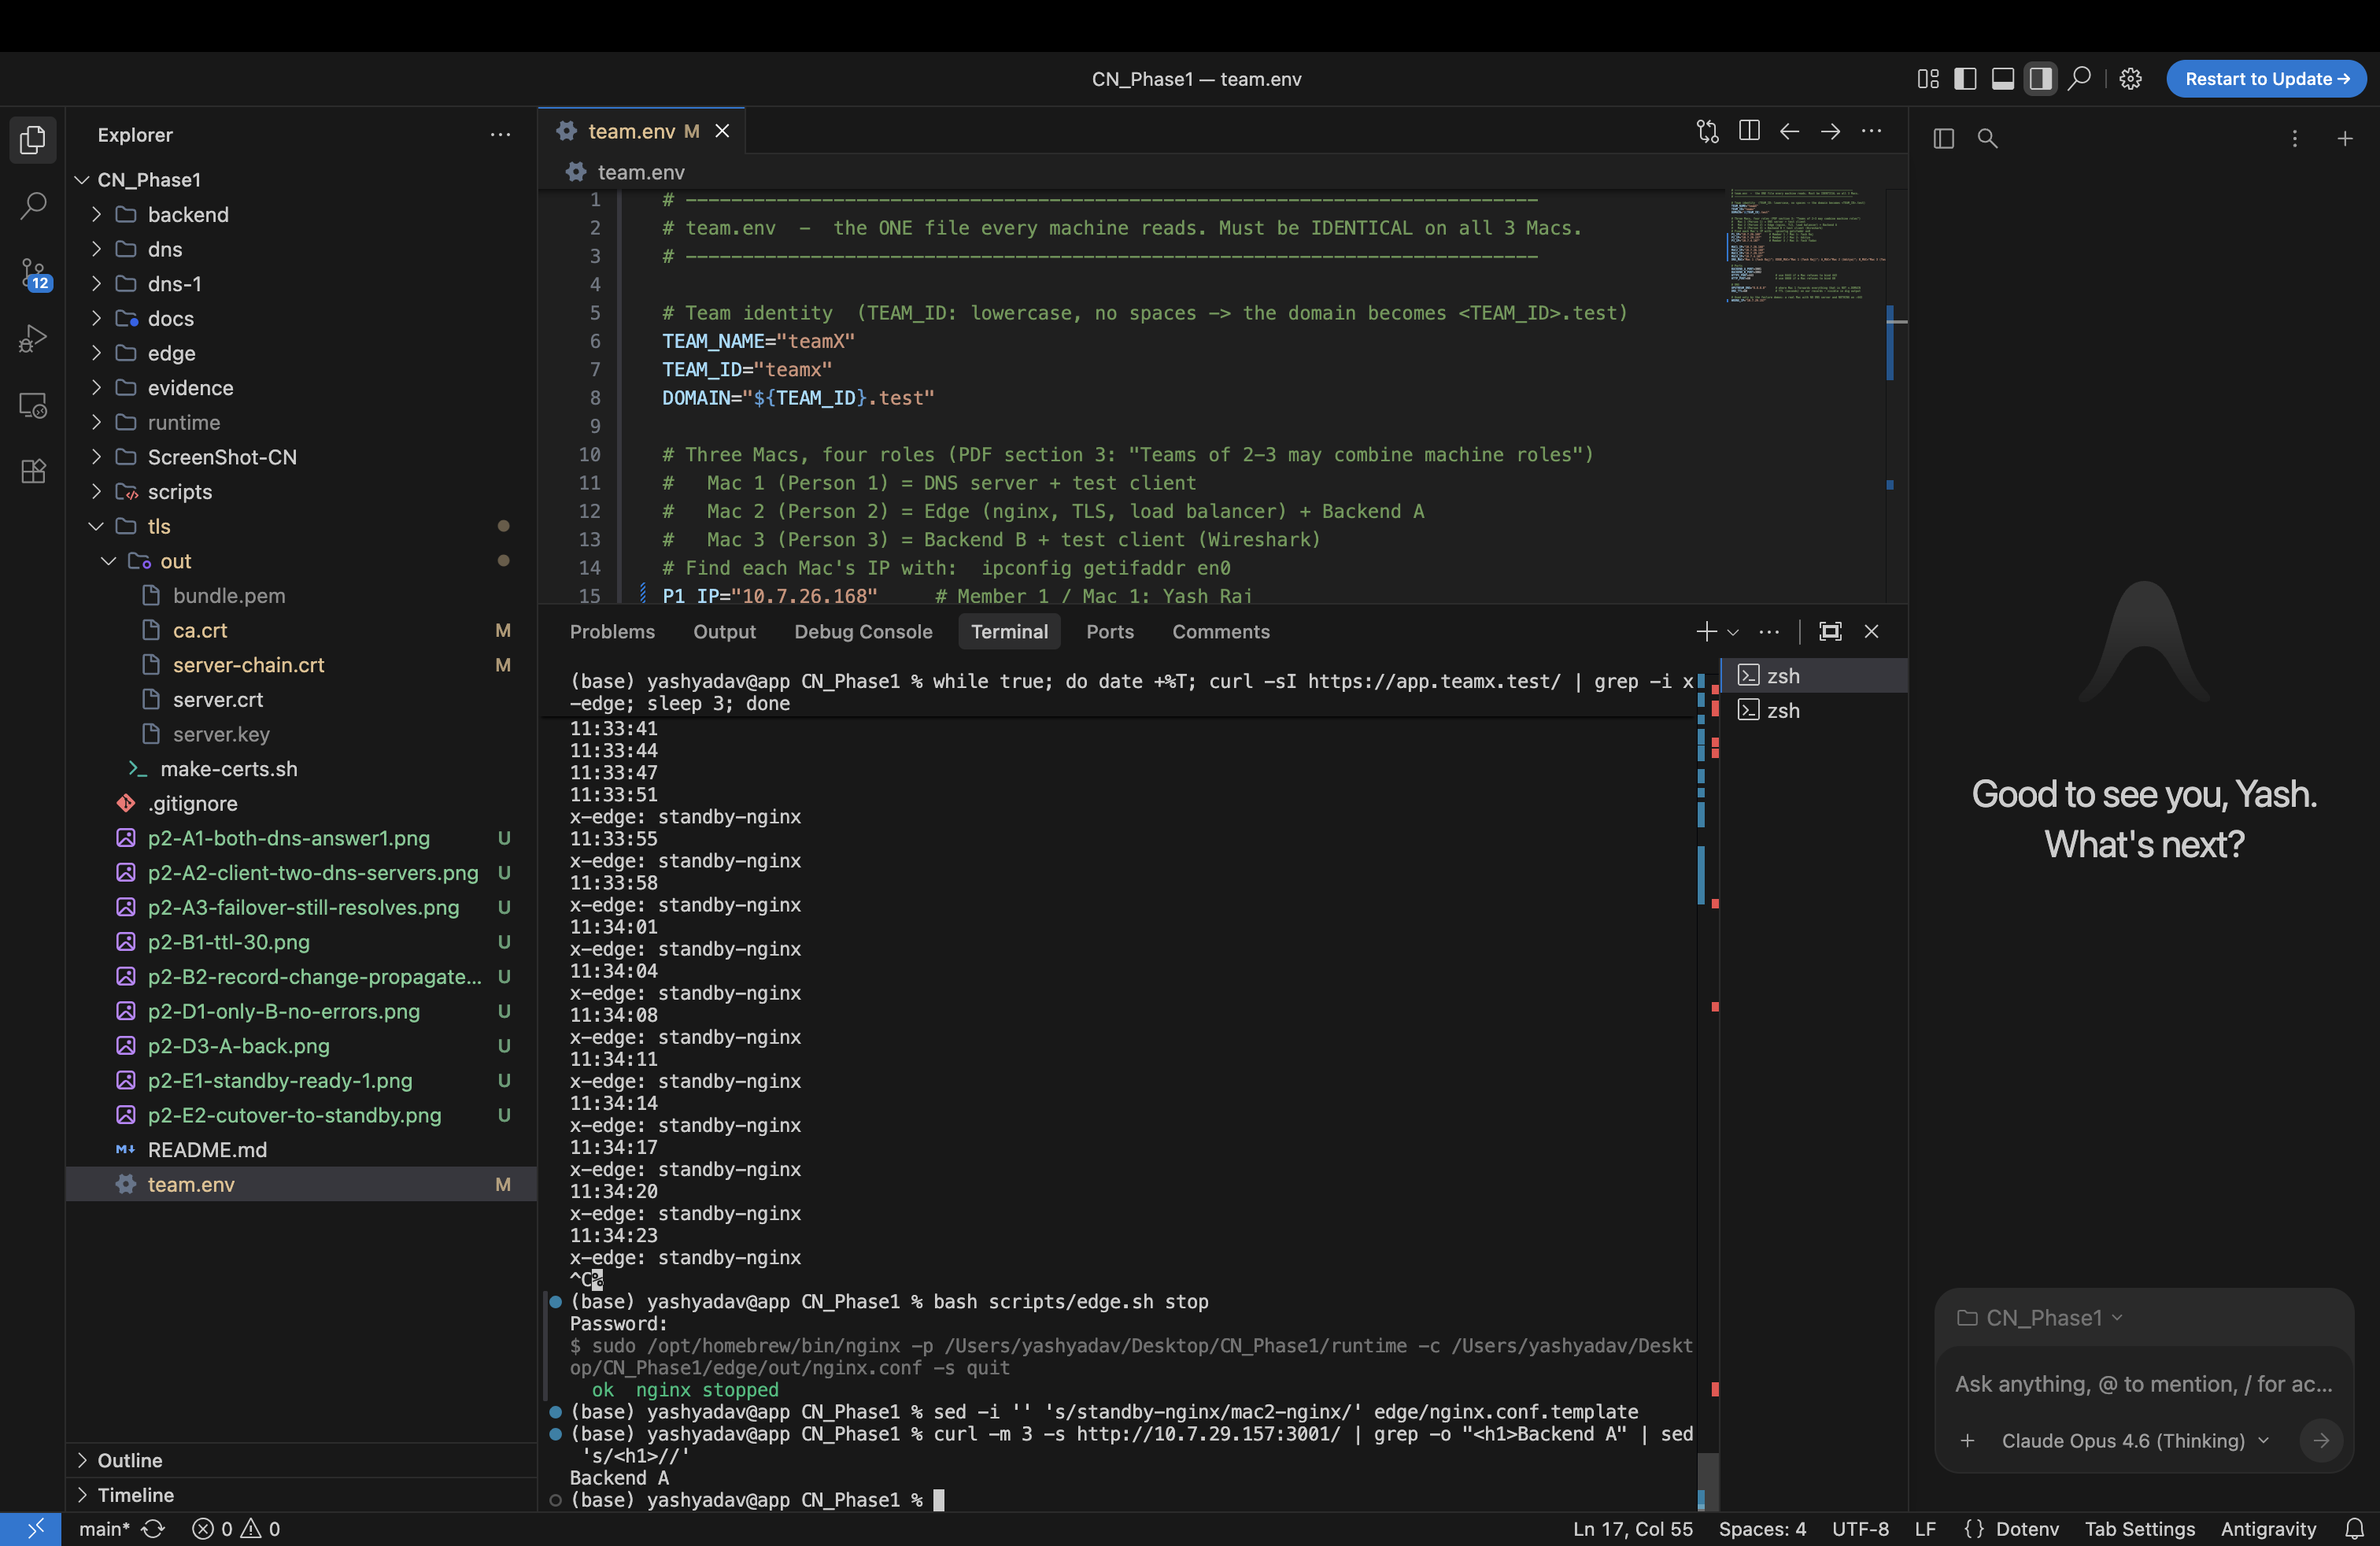 CN_Phase1 — team.env
Restart to Update →
Explorer
CN_Phase1
backend
dns
dns-1
docs
edge
evidence
runtime
ScreenShot-CN
scripts
tls
out
bundle.pem
ca.crt M
server-chain.crt M
server.crt
server.key
make-certs.sh
.gitignore
p2-A1-both-dns-answer1.png U
p2-A2-client-two-dns-servers.png U
p2-A3-failover-still-resolves.png U
p2-B1-ttl-30.png U
p2-B2-record-change-propagate... U
p2-D1-only-B-no-errors.png U
p2-D3-A-back.png U
p2-E1-standby-ready-1.png U
p2-E2-cutover-to-standby.png U
README.md
team.env M
Outline
Timeline
12
team.env M
team.env
1 # ----------------------------------------------------------------------------
2 # team.env - the ONE file every machine reads. Must be IDENTICAL on all 3 Macs.
3 # ----------------------------------------------------------------------------
4
5 # Team identity (TEAM_ID: lowercase, no spaces -> the domain becomes <TEAM_ID>.test)
6 TEAM_NAME="teamX"
7 TEAM_ID="teamx"
8 DOMAIN="${TEAM_ID}.test"
9
10 # Three Macs, four roles (PDF section 3: "Teams of 2-3 may combine machine roles")
11 # Mac 1 (Person 1) = DNS server + test client
12 # Mac 2 (Person 2) = Edge (nginx, TLS, load balancer) + Backend A
13 # Mac 3 (Person 3) = Backend B + test client (Wireshark)
14 # Find each Mac's IP with: ipconfig getifaddr en0
15 P1_IP="10.7.26.168" # Member 1 / Mac 1: Yash Raj
Problems Output Debug Console Terminal Ports Comments
(base) yashyadav@app CN_Phase1 % while true; do date +%T; curl -sI https://app.teamx.test/ | grep -i x
-edge; sleep 3; done
11:33:41
11:33:44
11:33:47
11:33:51
x-edge: standby-nginx
11:33:55
x-edge: standby-nginx
11:33:58
x-edge: standby-nginx
11:34:01
x-edge: standby-nginx
11:34:04
x-edge: standby-nginx
11:34:08
x-edge: standby-nginx
11:34:11
x-edge: standby-nginx
11:34:14
x-edge: standby-nginx
11:34:17
x-edge: standby-nginx
11:34:20
x-edge: standby-nginx
11:34:23
x-edge: standby-nginx
^C%
(base) yashyadav@app CN_Phase1 % bash scripts/edge.sh stop
Password:
$ sudo /opt/homebrew/bin/nginx -p /Users/yashyadav/Desktop/CN_Phase1/runtime -c /Users/yashyadav/Deskt
op/CN_Phase1/edge/out/nginx.conf -s quit
ok nginx stopped
(base) yashyadav@app CN_Phase1 % sed -i '' 's/standby-nginx/mac2-nginx/' edge/nginx.conf.template
(base) yashyadav@app CN_Phase1 % curl -m 3 -s http://10.7.29.157:3001/ | grep -o "<h1>Backend A" | sed
's/<h1>//'
Backend A
(base) yashyadav@app CN_Phase1 %
zsh
zsh
Good to see you, Yash.
What's next?
CN_Phase1
Ask anything, @ to mention, / for ac...
Claude Opus 4.6 (Thinking)
main* 0 0
Ln 17, Col 55 Spaces: 4 UTF-8 LF {} Dotenv Tab Settings Antigravity